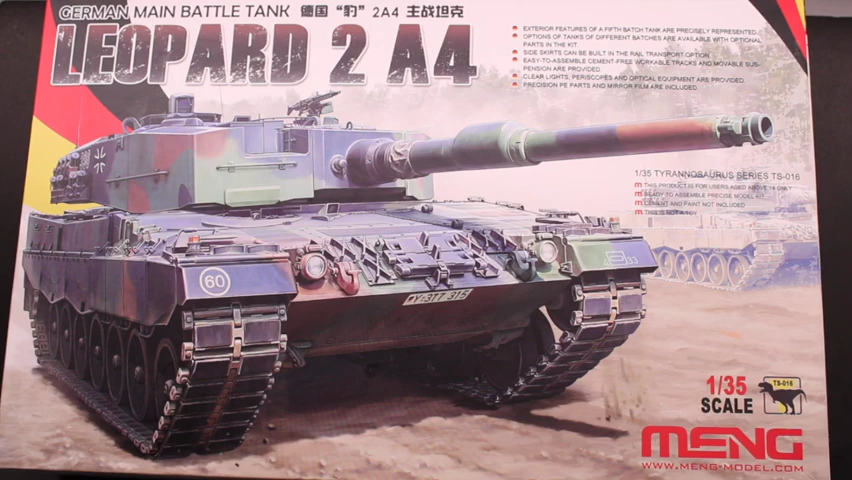 GERMAN MAIN BATTLE TANK 德国“豹”2A4 主战坦克
LEOPARD 2 A4
EXTERIOR FEATURES OF A FIFTH BATCH TANK ARE PRECISELY REPRESENTED.
OPTIONS OF TANKS OF DIFFERENT BATCHES ARE AVAILABLE WITH OPTIONAL
PARTS IN THE KIT
SIDE SKIRTS CAN BE BUILT IN THE RAIL TRANSPORT OPTION
EASY-TO-ASSEMBLE CEMENT-FREE WORKABLE TRACKS AND MOVABLE SUS-
PENSION ARE PROVIDED
CLEAR LIGHTS, PERISCOPES AND OPTICAL EQUIPMENT ARE PROVIDED.
PRECISION PE PARTS AND MIRROR FILM ARE INCLUDED.
1/35 TYRANNOSAURUS SERIES TS-016
THIS PRODUCT IS FOR USERS AGED ABOVE 14 ONLY
READY TO ASSEMBLE PRECISE MODEL KIT
CEMENT AND PAINT NOT INCLUDED
THIS IS NOT A TOY
60
Y-377 315
1/35
SCALE
TS-016
MENG
WWW.MENG-MODEL.COM